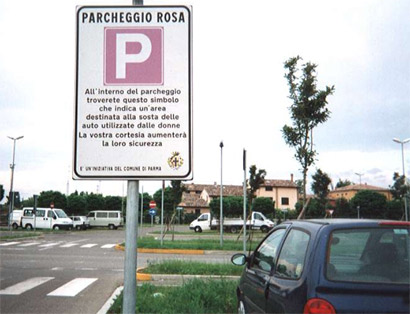 PARCHEGGIO ROSA
P
All'interno del parcheggio
troverete questo simbolo
che indica un'area
destinata alla sosta delle
auto utilizzate dalle donne
La vostra cortesia aumenterà
la loro sicurezza
E' UN'INIZIATIVA DEL COMUNE DI PARMA